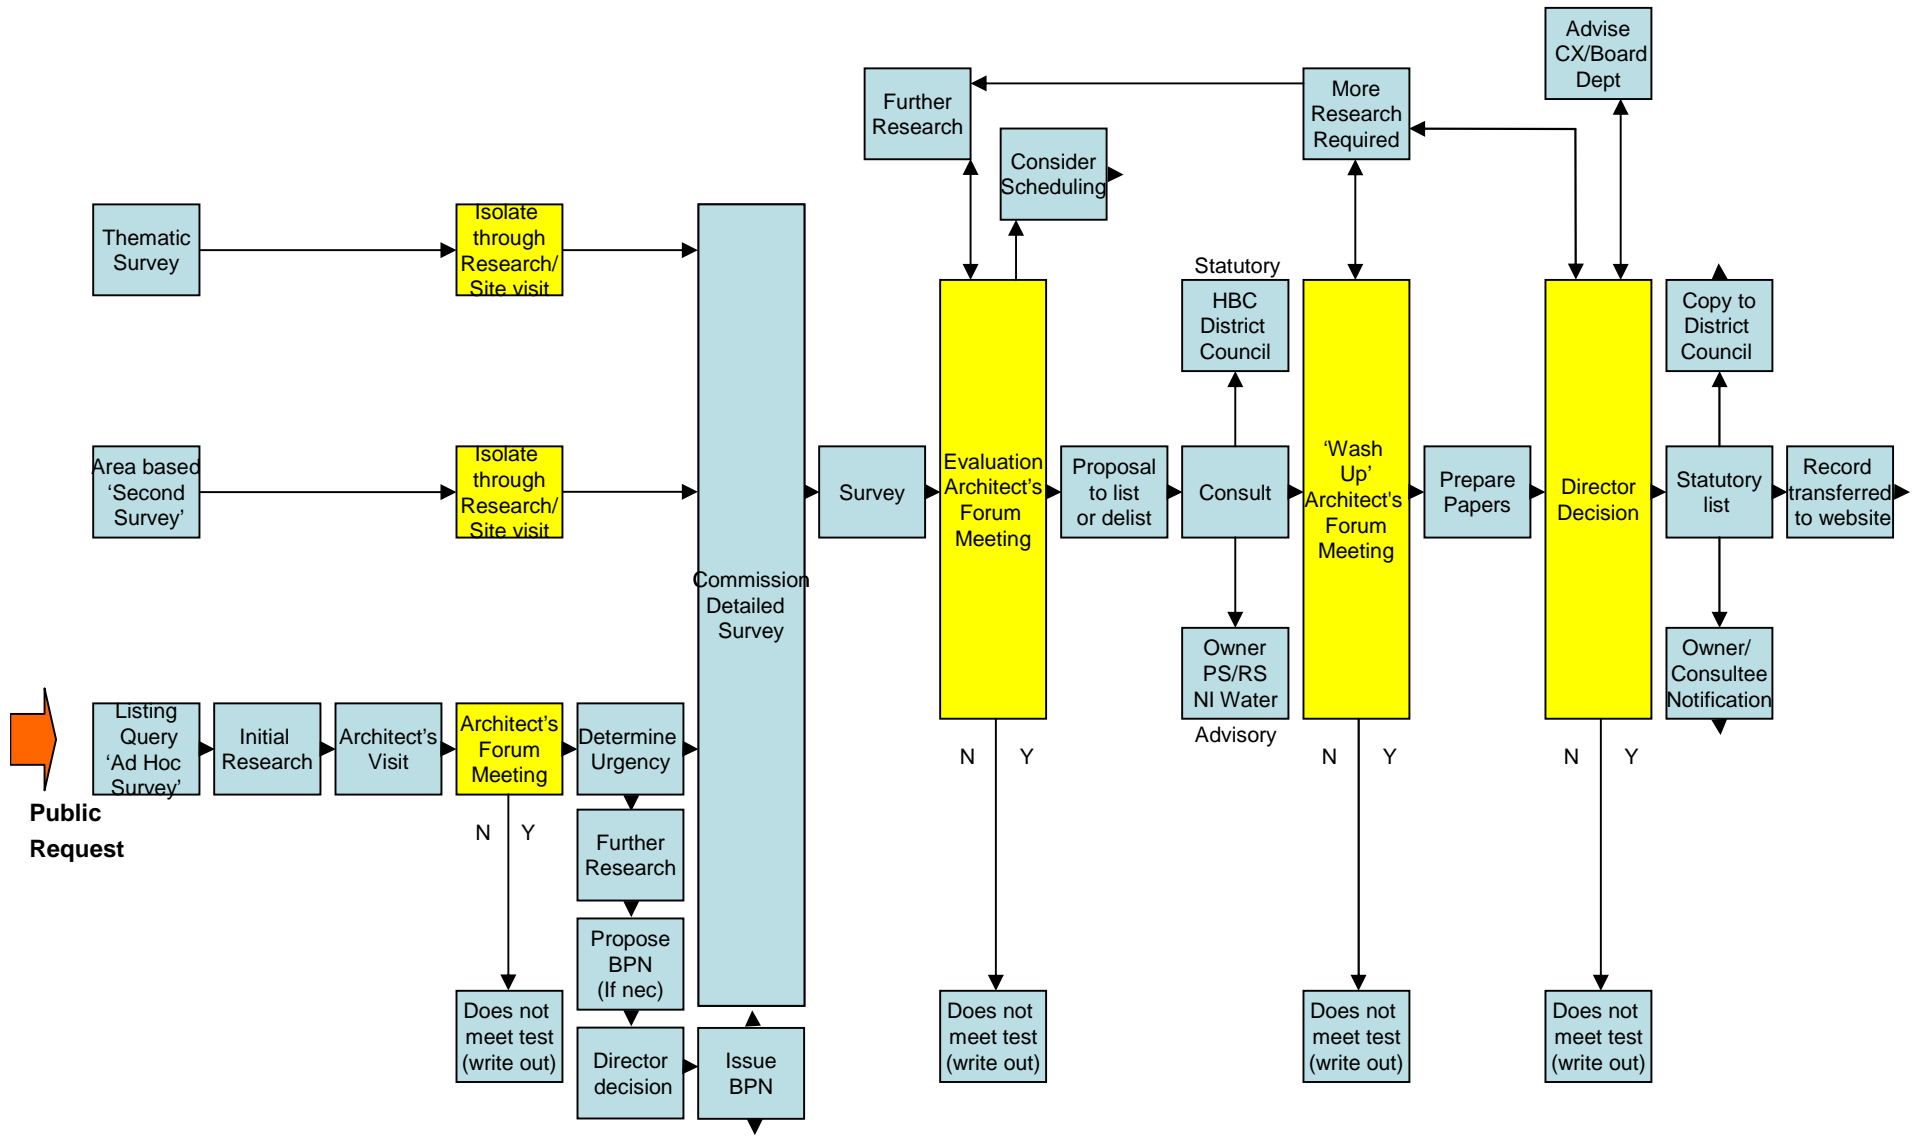 Advise
CX/Board
Dept
Further
Research
More
Research
Required
Consider
Scheduling
Thematic
Survey
Isolate
through
Research/
Site visit
Statutory
HBC
District
Council
Copy to
District
Council
Area based
‘Second
Survey’
Isolate
through
Research/
Site visit
Commission
Detailed
Survey
Survey
Evaluation
Architect’s
Forum
Meeting
Proposal
to list
or delist
Consult
‘Wash
Up’
Architect's
Forum
Meeting
Prepare
Papers
Director
Decision
Statutory
list
Record
transferred
to website
Owner
PS/RS
NI Water
Advisory
Owner/
Consultee
Notification
Public
Request
Listing
Query
‘Ad Hoc
Survey’
Initial
Research
Architect’s
Visit
Architect’s
Forum
Meeting
Determine
Urgency
N Y
N Y
N Y
N Y
Further
Research
Propose
BPN
(If nec)
Director
decision
Issue
BPN
Does not
meet test
(write out)
Does not
meet test
(write out)
Does not
meet test
(write out)
Does not
meet test
(write out)